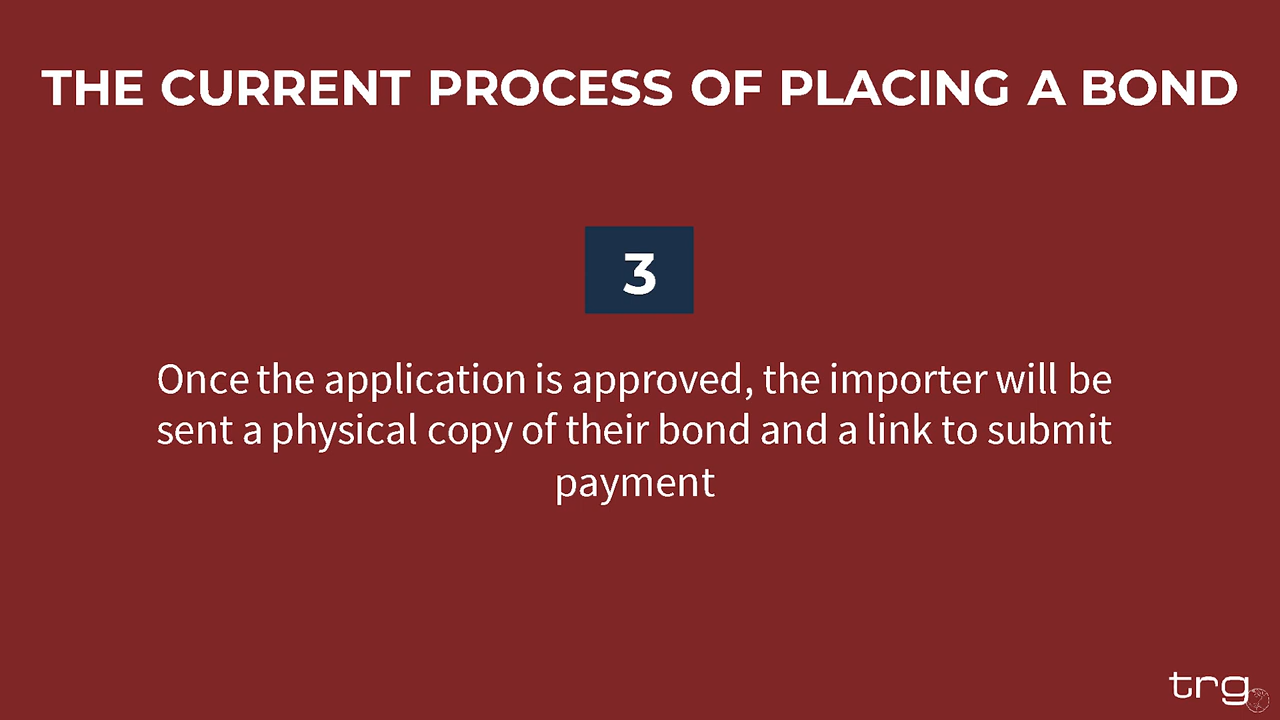 THE CURRENT PROCESS OF PLACING A BOND
3
Once the application is approved, the importer will be
sent a physical copy of their bond and a link to submit
payment
trg